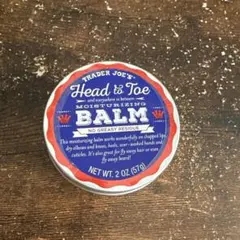 TRADER JOE'S
Head to Toe
and everywhere in between
MOISTURIZING
BALM
NO GREASY RESIDUE
This moisturizing balm works wonderfully on chapped lips,
dry elbows and knees, heels, over-washed hands and
cuticles. It's also great for fly away hair or even
fly away beard!
NET WT. 2 OZ (57g)